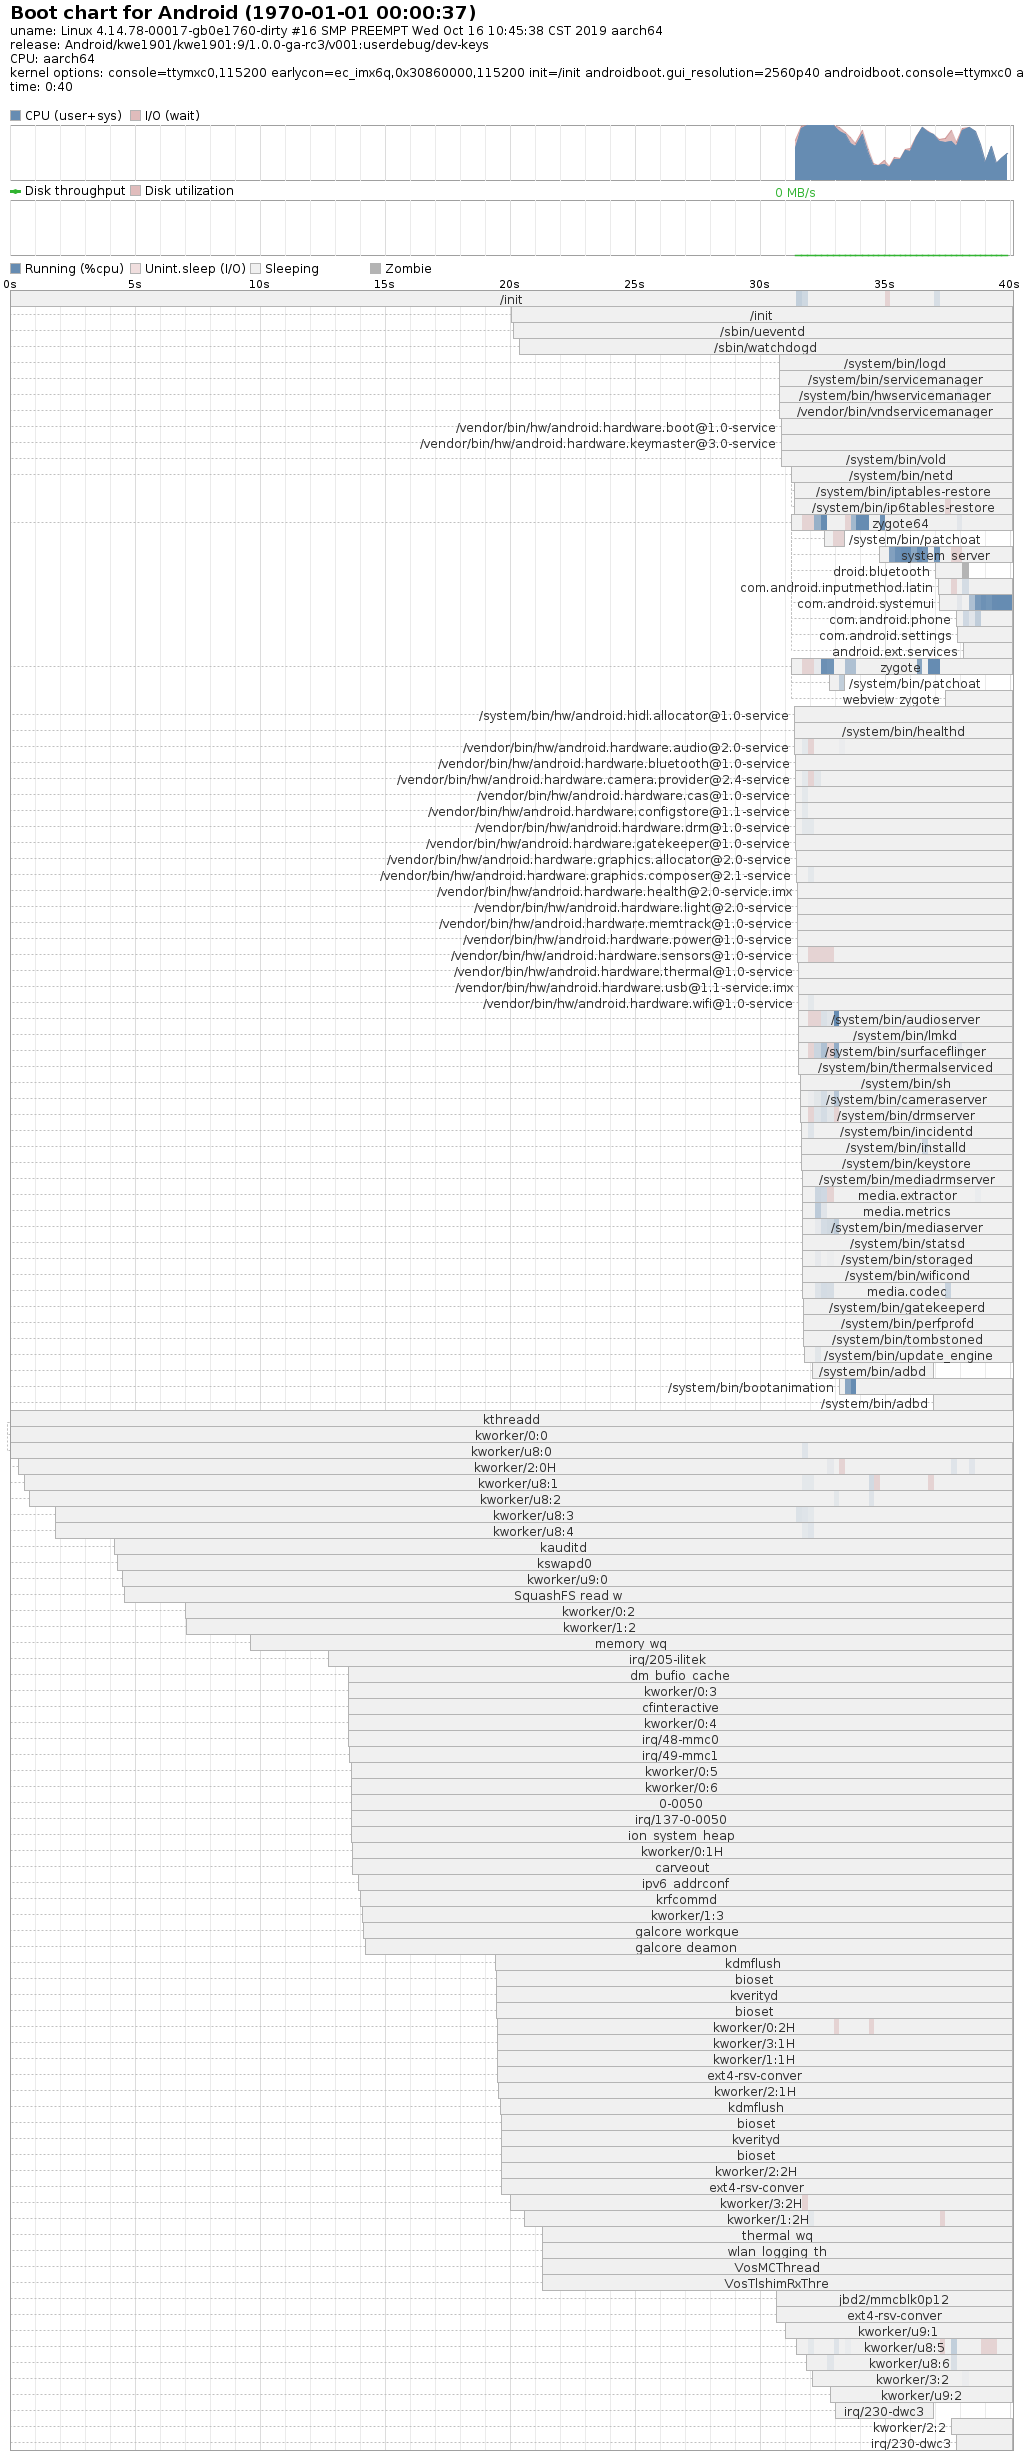 Boot chart for Android (1970-01-01 00:00:37)
uname: Linux 4.14.78-00017-gb0e1760-dirty #16 SMP PREEMPT Wed Oct 16 10:45:38 CST 2019 aarch64
release: Android/kwe1901/kwe1901:9/1.0.0-ga-rc3/v001:userdebug/dev-keys
CPU: aarch64
kernel options: console=ttymxc0,115200 earlycon=ec_imx6q,0x30860000,115200 init=/init androidboot.gui_resolution=2560p40 androidboot.console=ttymxc0 a
time: 0:40
CPU (user+sys) I/O (wait)
Disk throughput Disk utilization 0 MB/s
Running (%cpu) Unint.sleep (I/O) Sleeping Zombie
0s 5s 10s 15s 20s 25s 30s 35s 40s
/init
/init
/sbin/ueventd
/sbin/watchdogd
/system/bin/logd
/system/bin/servicemanager
/system/bin/hwservicemanager
/vendor/bin/vndservicemanager
/vendor/bin/hw/android.hardware.boot@1.0-service
/vendor/bin/hw/android.hardware.keymaster@3.0-service
/system/bin/vold
/system/bin/netd
/system/bin/iptables-restore
/system/bin/ip6tables-restore
zygote64
/system/bin/patchoat
system_server
droid.bluetooth
com.android.inputmethod.latin
com.android.systemui
com.android.phone
com.android.settings
android.ext.services
zygote
/system/bin/patchoat
webview_zygote
/system/bin/hw/android.hidl.allocator@1.0-service
/system/bin/healthd
/vendor/bin/hw/android.hardware.audio@2.0-service
/vendor/bin/hw/android.hardware.bluetooth@1.0-service
/vendor/bin/hw/android.hardware.camera.provider@2.4-service
/vendor/bin/hw/android.hardware.cas@1.0-service
/vendor/bin/hw/android.hardware.configstore@1.1-service
/vendor/bin/hw/android.hardware.drm@1.0-service
/vendor/bin/hw/android.hardware.gatekeeper@1.0-service
/vendor/bin/hw/android.hardware.graphics.allocator@2.0-service
/vendor/bin/hw/android.hardware.graphics.composer@2.1-service
/vendor/bin/hw/android.hardware.health@2.0-service.imx
/vendor/bin/hw/android.hardware.light@2.0-service
/vendor/bin/hw/android.hardware.memtrack@1.0-service
/vendor/bin/hw/android.hardware.power@1.0-service
/vendor/bin/hw/android.hardware.sensors@1.0-service
/vendor/bin/hw/android.hardware.thermal@1.0-service
/vendor/bin/hw/android.hardware.usb@1.1-service.imx
/vendor/bin/hw/android.hardware.wifi@1.0-service
/system/bin/audioserver
/system/bin/lmkd
/system/bin/surfaceflinger
/system/bin/thermalserviced
/system/bin/sh
/system/bin/cameraserver
/system/bin/drmserver
/system/bin/incidentd
/system/bin/installd
/system/bin/keystore
/system/bin/mediadrmserver
media.extractor
media.metrics
/system/bin/mediaserver
/system/bin/statsd
/system/bin/storaged
/system/bin/wificond
media.codec
/system/bin/gatekeeperd
/system/bin/perfprofd
/system/bin/tombstoned
/system/bin/update_engine
/system/bin/adbd
/system/bin/bootanimation
/system/bin/adbd
kthreadd
kworker/0:0
kworker/u8:0
kworker/2:0H
kworker/u8:1
kworker/u8:2
kworker/u8:3
kworker/u8:4
kauditd
kswapd0
kworker/u9:0
SquashFS read w
kworker/0:2
kworker/1:2
memory_wq
irq/205-ilitek
dm_bufio_cache
kworker/0:3
cfinteractive
kworker/0:4
irq/48-mmc0
irq/49-mmc1
kworker/0:5
kworker/0:6
0-0050
irq/137-0-0050
ion_system_heap
kworker/0:1H
carveout
ipv6_addrconf
krfcommd
kworker/1:3
galcore workque
galcore deamon
kdmflush
bioset
kverityd
bioset
kworker/0:2H
kworker/3:1H
kworker/1:1H
ext4-rsv-conver
kworker/2:1H
kdmflush
bioset
kverityd
bioset
kworker/2:2H
ext4-rsv-conver
kworker/3:2H
kworker/1:2H
thermal_wq
wlan_logging_th
VosMCThread
VosTlshimRxThre
jbd2/mmcblk0p12
ext4-rsv-conver
kworker/u9:1
kworker/u8:5
kworker/u8:6
kworker/3:2
kworker/u9:2
irq/230-dwc3
kworker/2:2
irq/230-dwc3